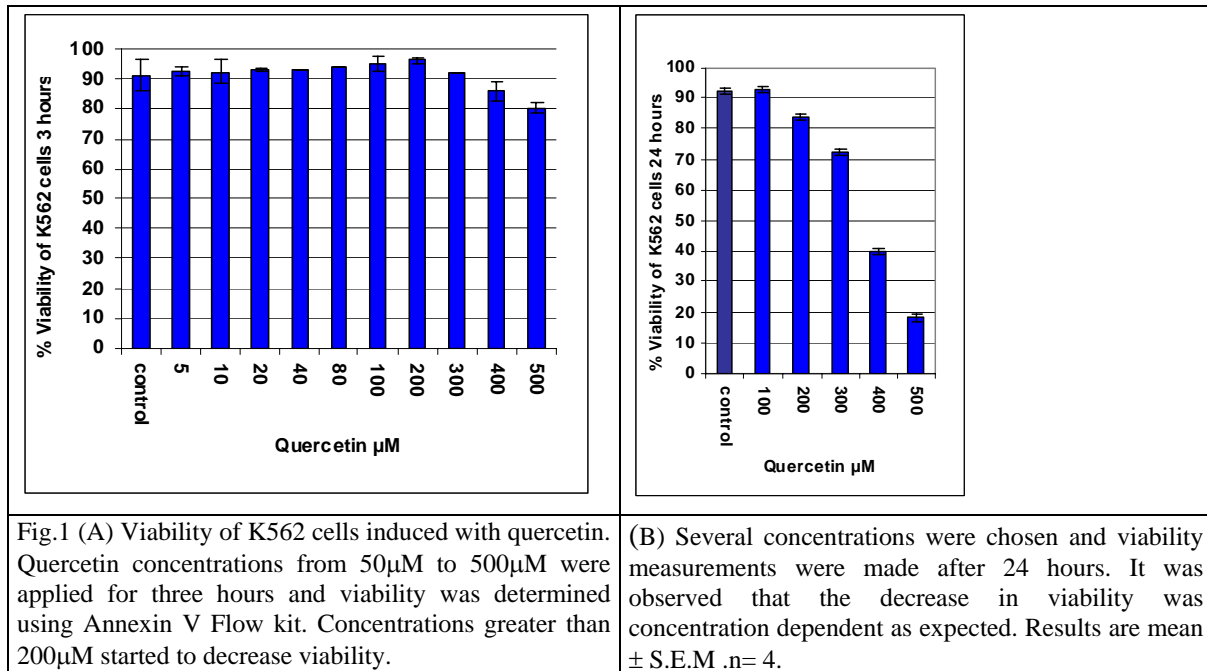 % Viability of K562 cells 3 hours
100
90
80
70
60
50
40
30
20
10
0
control
5
10
20
40
80
100
200
300
400
500
Quercetin µM
% Viability of K562 cells 24 hours
100
90
80
70
60
50
40
30
20
10
0
control
100
200
300
400
500
Quercetin µM
Fig.1 (A) Viability of K562 cells induced with quercetin.
Quercetin concentrations from 50µM to 500µM were
applied for three hours and viability was determined
using Annexin V Flow kit. Concentrations greater than
200µM started to decrease viability.
(B) Several concentrations were chosen and viability
measurements were made after 24 hours. It was
observed that the decrease in viability was
concentration dependent as expected. Results are mean
± S.E.M .n= 4.